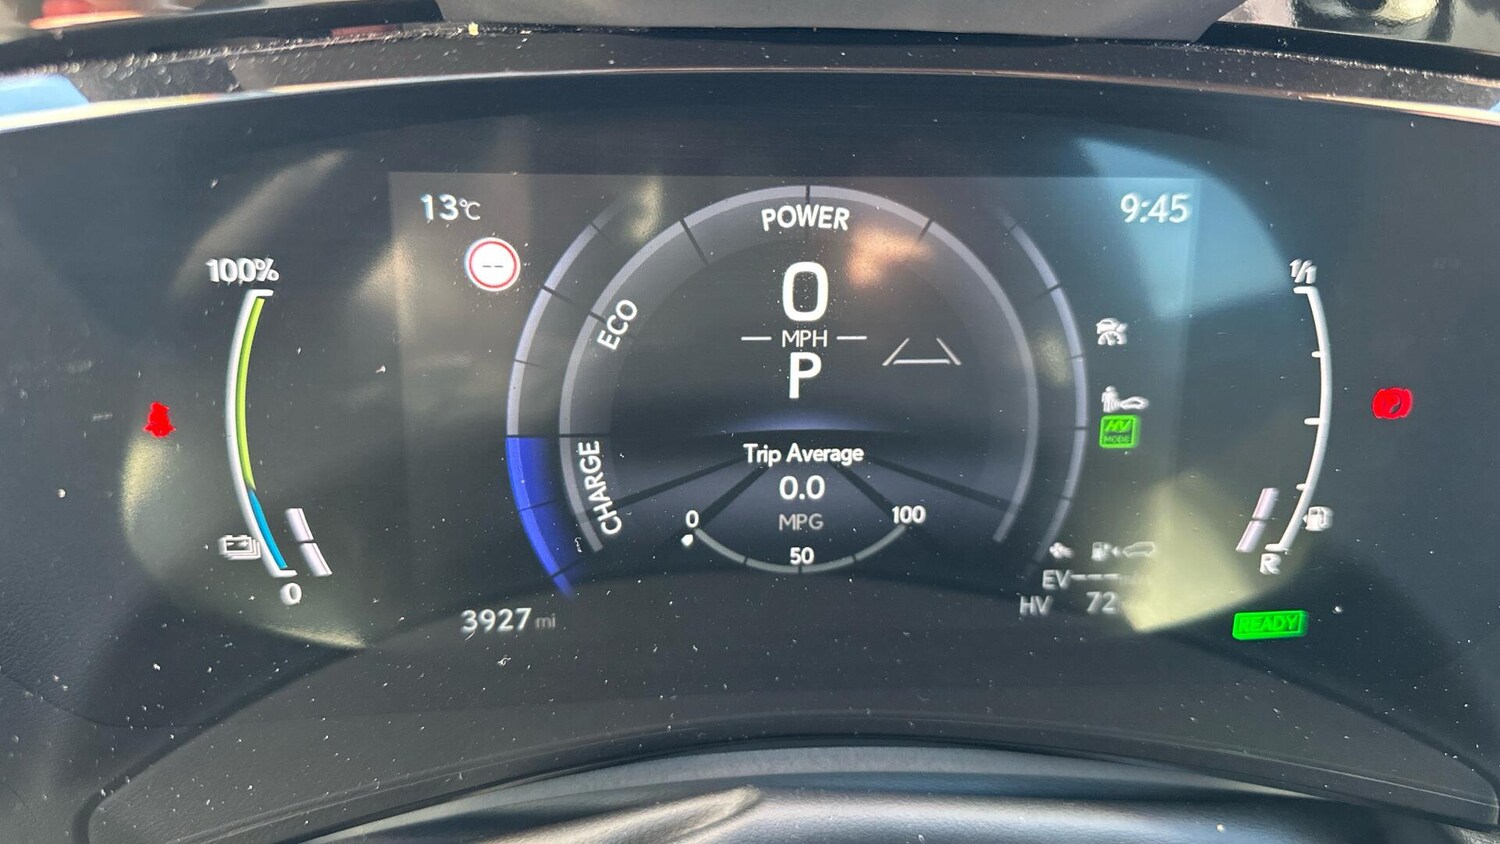 13°C
9:45
--
100%
POWER
1/1
0
ECO
MPH
P
HV
MODE
CHARGE
Trip Average
0.0
MPG
0
100
50
0
R
EV---
HV 72
3927 mi
READY